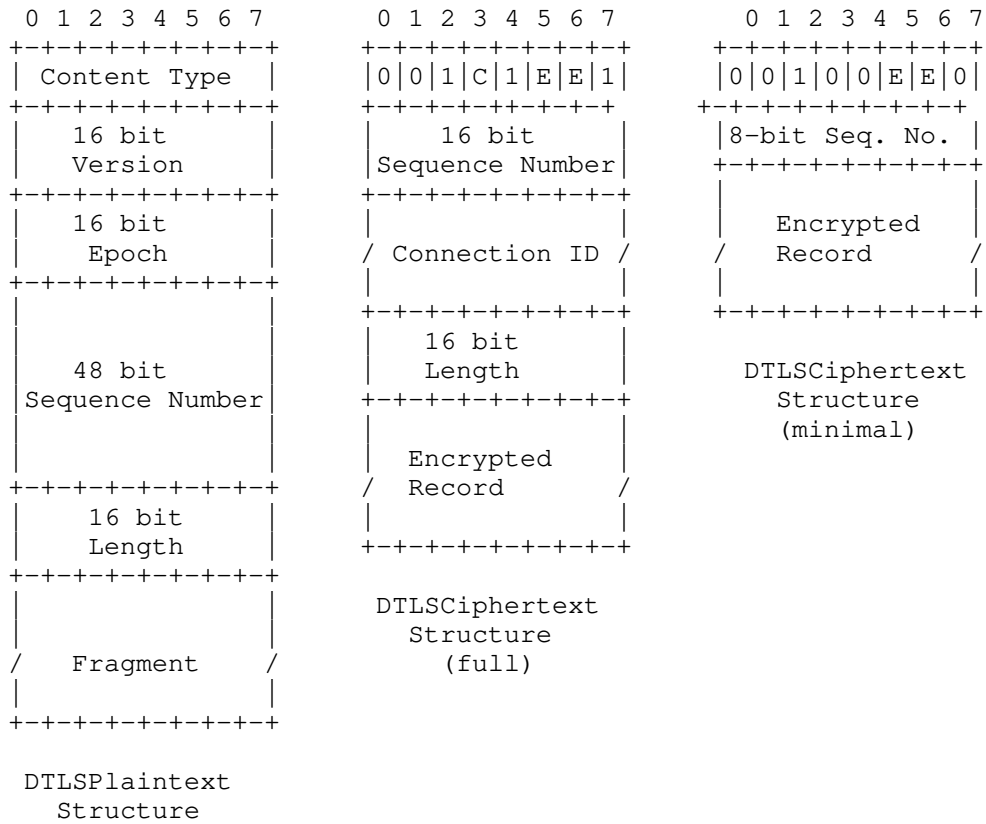 0 1 2 3 4 5 6 7
Content Type
16 bit
Version
16 bit
Epoch
48 bit
Sequence Number
16 bit
Length
Fragment
DTLSPlaintext
Structure
0 1 2 3 4 5 6 7
|0|0|1|C|1|E|E|1|
16 bit
Sequence Number
Connection ID
16 bit
Length
Encrypted
Record
DTLSCiphertext
Structure
(full)
0 1 2 3 4 5 6 7
|0|0|1|0|0|E|E|0|
8-bit Seq. No.
Encrypted
Record
DTLSCiphertext
Structure
(minimal)